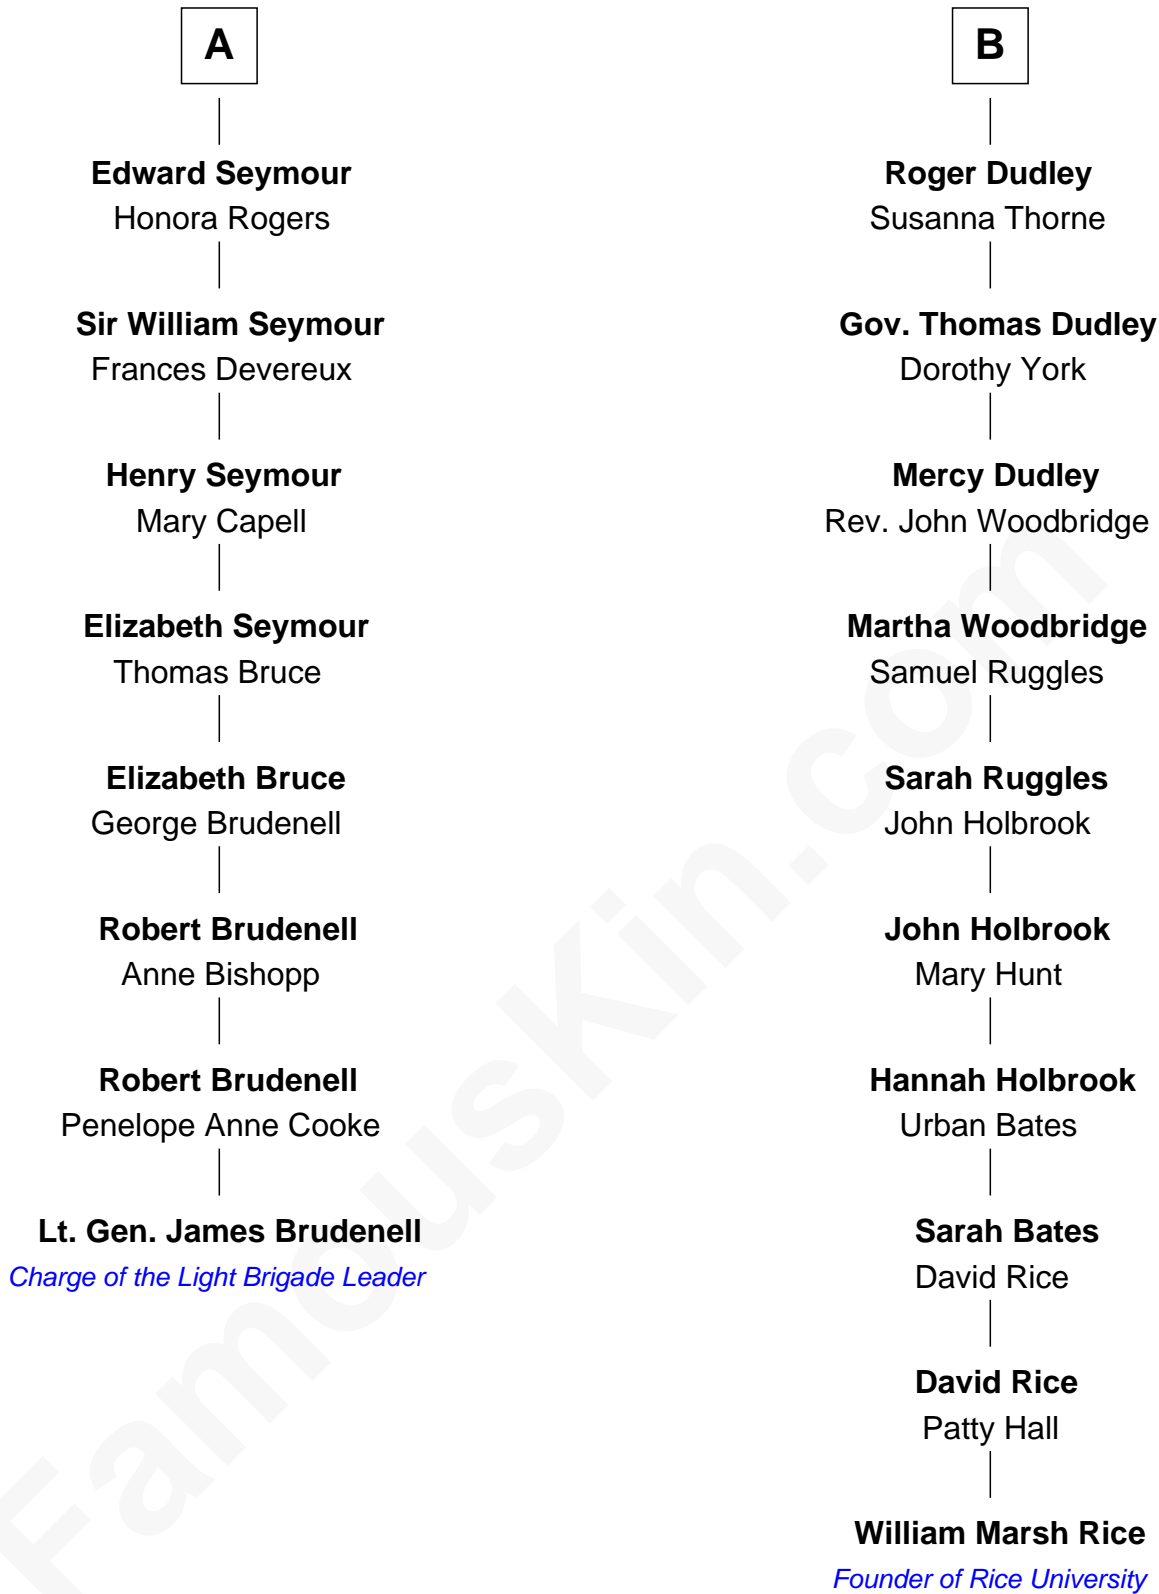 A
Edward Seymour
Honora Rogers
Sir William Seymour
Frances Devereux
Henry Seymour
Mary Capell
Elizabeth Seymour
Thomas Bruce
Elizabeth Bruce
George Brudenell
Robert Brudenell
Anne Bishopp
Robert Brudenell
Penelope Anne Cooke
Lt. Gen. James Brudenell
Charge of the Light Brigade Leader
B
Roger Dudley
Susanna Thorne
Gov. Thomas Dudley
Dorothy York
Mercy Dudley
Rev. John Woodbridge
Martha Woodbridge
Samuel Ruggles
Sarah Ruggles
John Holbrook
John Holbrook
Mary Hunt
Hannah Holbrook
Urban Bates
Sarah Bates
David Rice
David Rice
Patty Hall
William Marsh Rice
Founder of Rice University
FamousKin.com